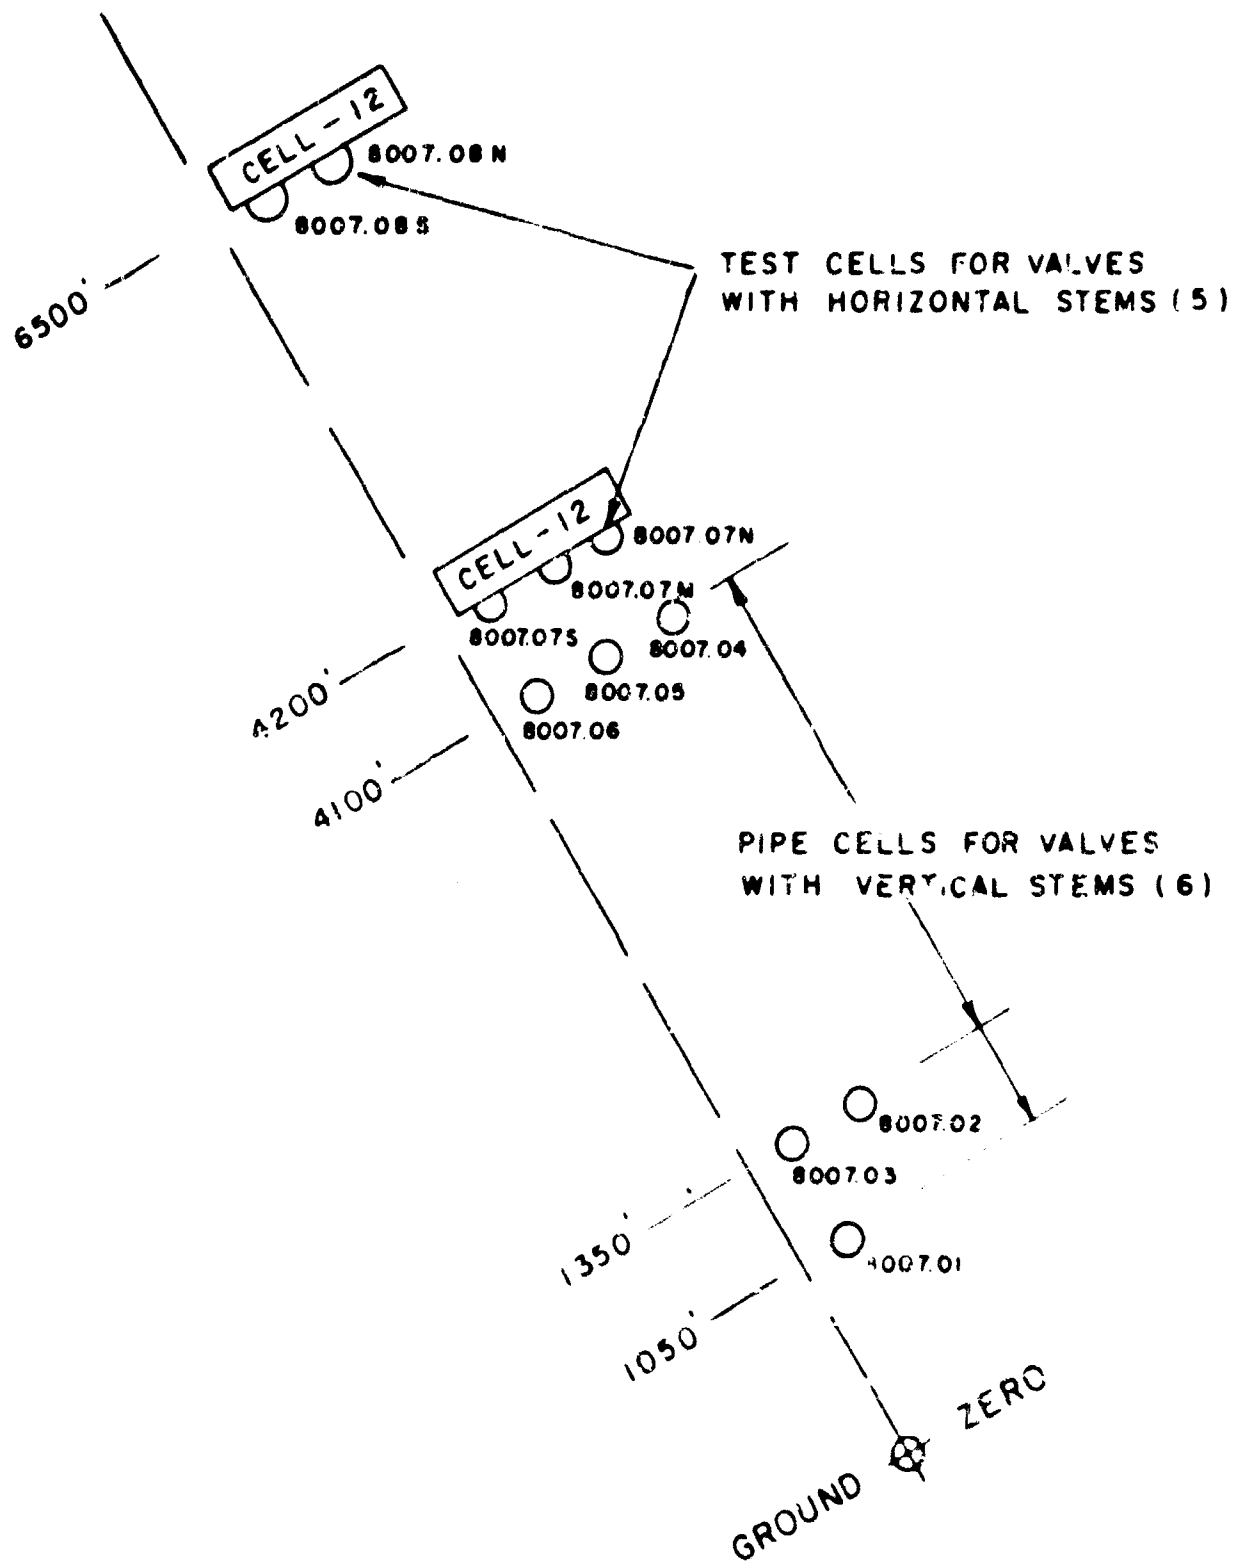 CELL-12
8007.08N
8007.08S
6500'
TEST CELLS FOR VALVES
WITH HORIZONTAL STEMS (5)
CELL-12
8007.07N
8007.07M
8007.07S
8007.04
8007.05
8007.06
4200'
4100'
PIPE CELLS FOR VALVES
WITH VERTICAL STEMS (6)
8007.02
8007.03
1350'
8007.01
1050'
GROUND ZERO